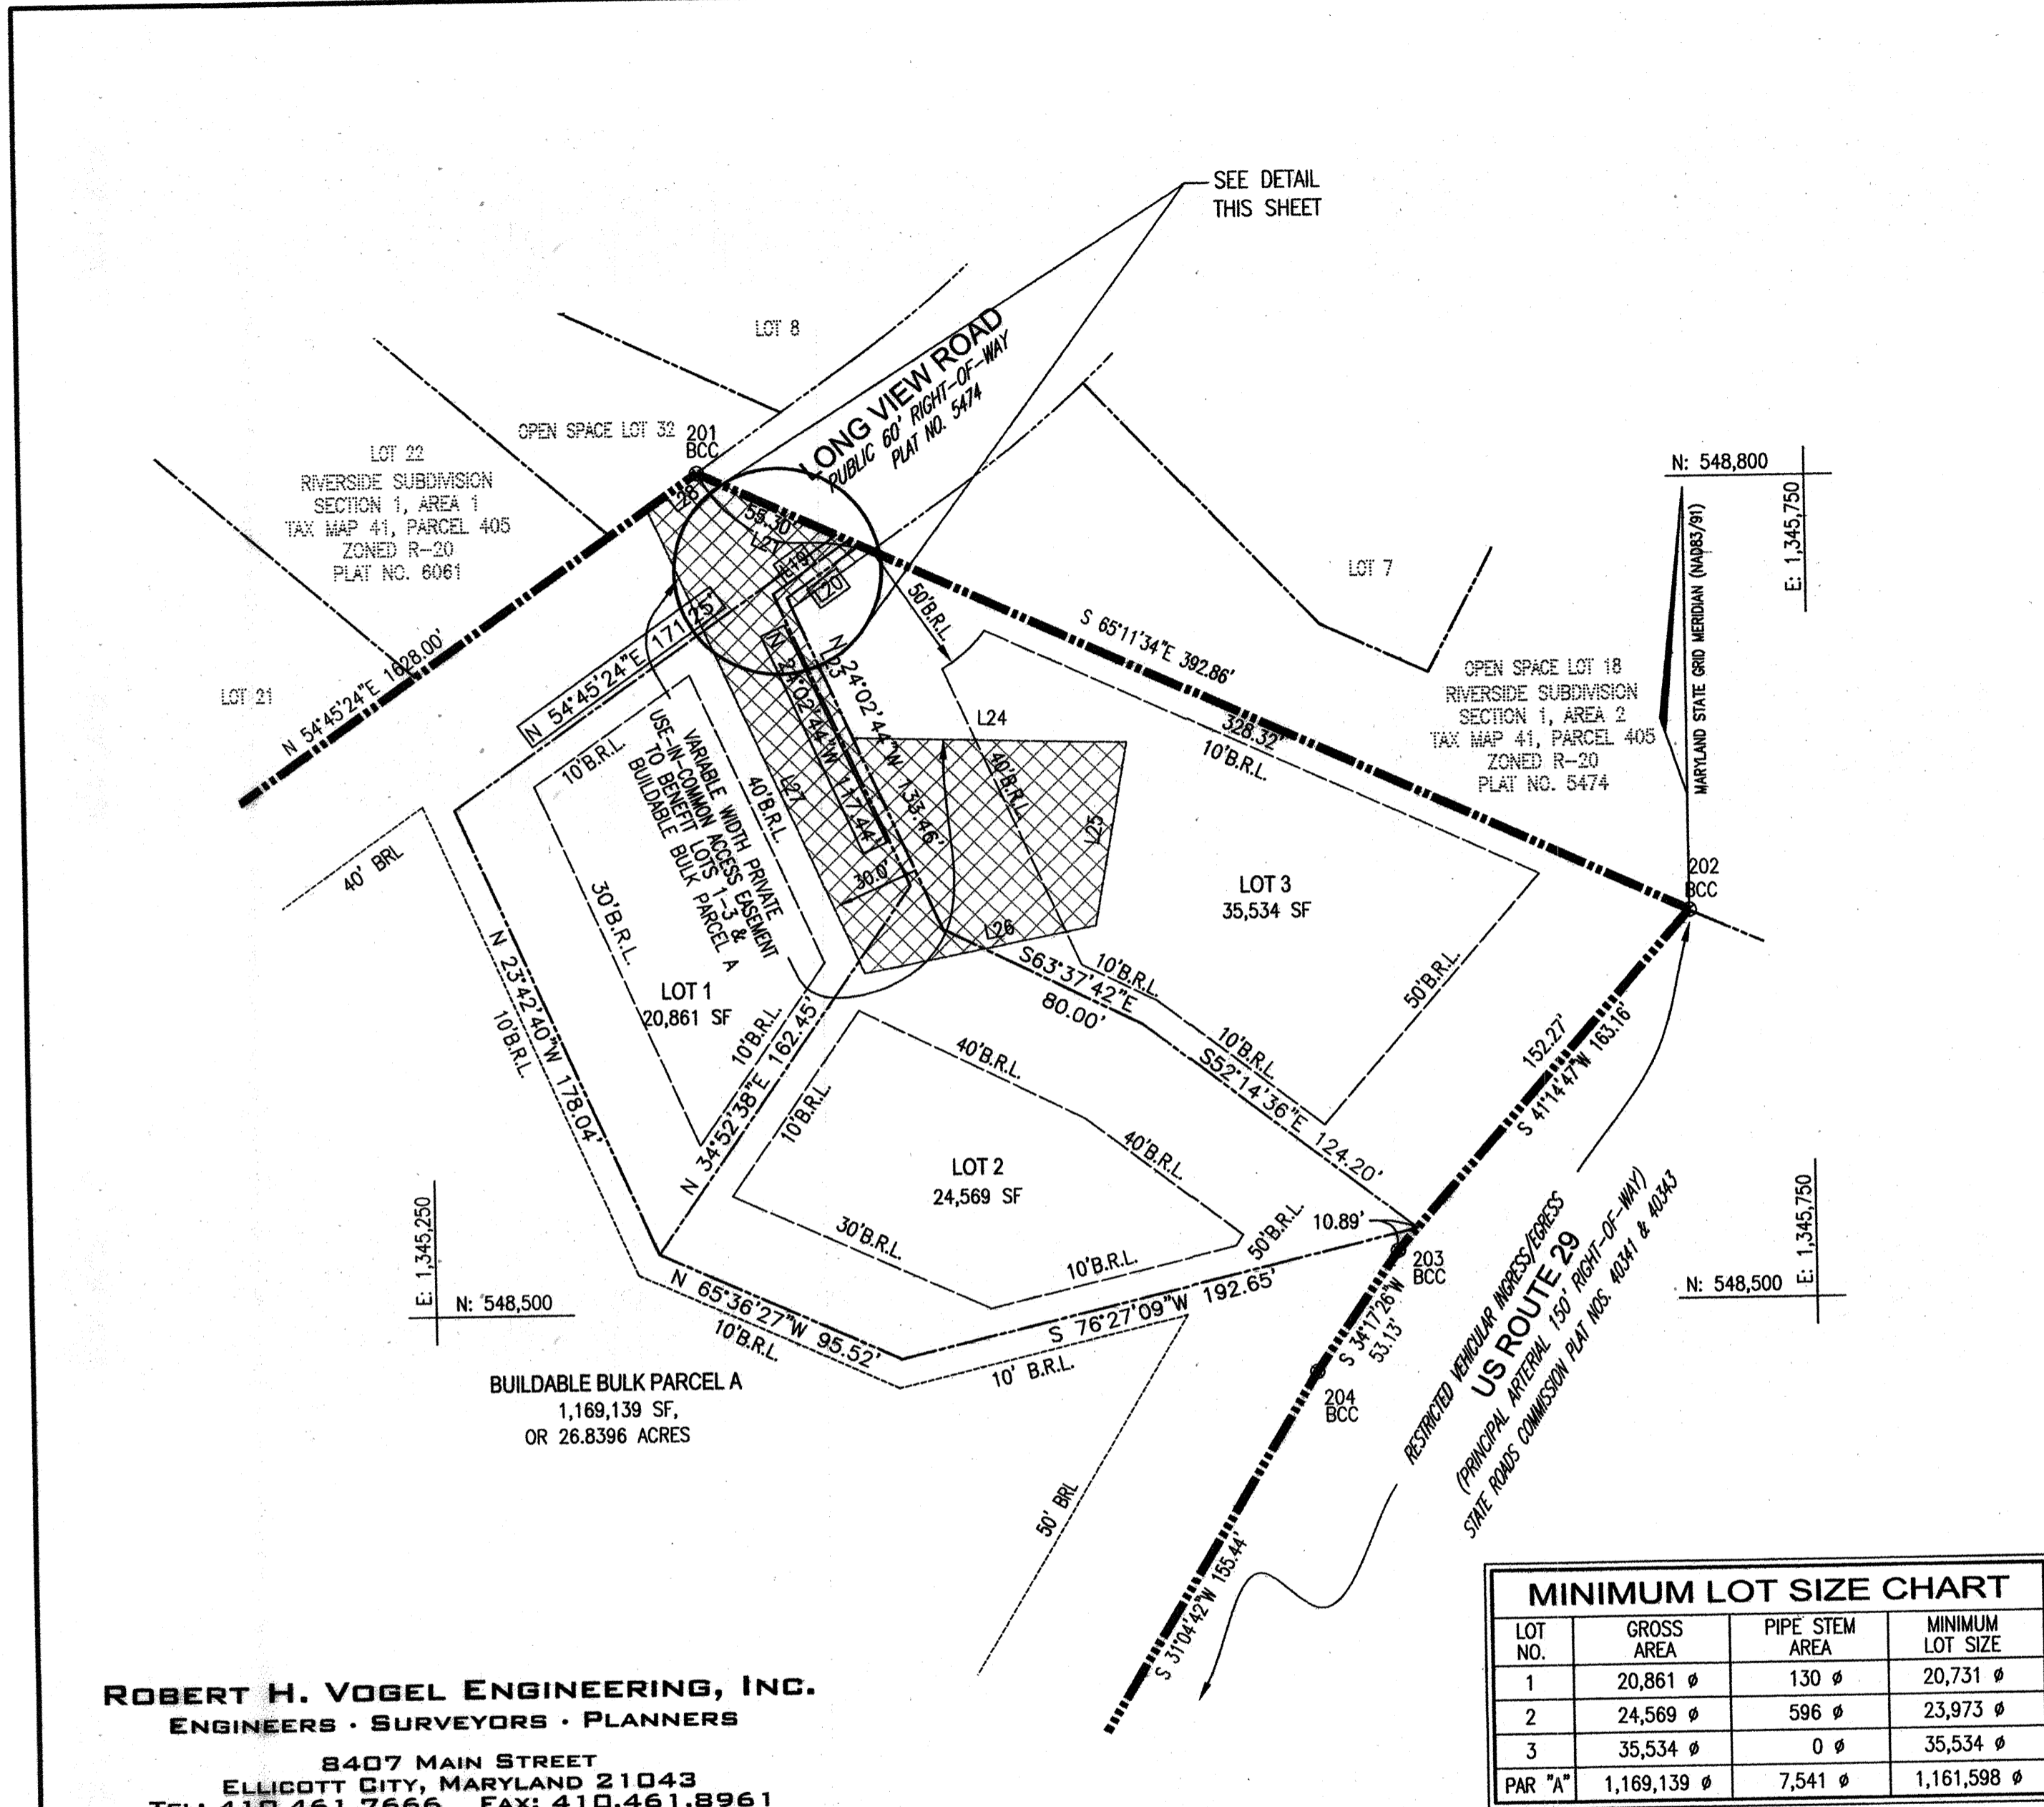 SEE DETAIL
THIS SHEET
LOT 8
LONG VIEW ROAD
PUBLIC 60' RIGHT-OF-WAY
PLAT NO. 5474
OPEN SPACE LOT 32
201
BCC
LOT 22
RIVERSIDE SUBDIVISION
SECTION 1, AREA 1
TAX MAP 41, PARCEL 405
ZONED R-20
PLAT NO. 6061
N: 548,800
E: 1,345,750
MARYLAND STATE GRID MERIDIAN (NAD83/91)
LOT 7
28
55.30'
L21
L19
L20
50'B.R.L.
S 65°11'34"E 392.86'
328.32'
10'B.R.L.
OPEN SPACE LOT 18
RIVERSIDE SUBDIVISION
SECTION 1, AREA 2
TAX MAP 41, PARCEL 405
ZONED R-20
PLAT NO. 5474
LOT 21
N 54°45'24"E 1628.00'
N 54°45'24"E 171.25'
N 24°02'44"W 117.44'
23
N 24°02'44"W 133.46'
L24
L25
L26
L27
30.0'
40'B.R.L.
40'B.R.L.
10'B.R.L.
VARIABLE WIDTH PRIVATE
USE-IN-COMMON ACCESS EASEMENT
TO BENEFIT LOTS 1-3 &
BUILDABLE BULK PARCEL A
40' BRL
30'B.R.L.
LOT 1
20,861 SF
10'B.R.L.
N 34°52'38"E 162.45'
N 23°42'40"W 178.04'
10'B.R.L.
LOT 3
35,534 SF
202
BCC
50'B.R.L.
10'B.R.L.
S63°37'42"E
80.00'
10'B.R.L.
S52°14'36"E 124.20'
152.27'
S 41°14'47"W 163.16'
40'B.R.L.
40'B.R.L.
10'B.R.L.
LOT 2
24,569 SF
30'B.R.L.
10'B.R.L.
50'B.R.L.
10.89'
203
BCC
E: 1,345,250
N: 548,500
E: 1,345,750
N: 548,500
N 65°36'27"W 95.52'
10'B.R.L.
S 76°27'09"W 192.65'
10' B.R.L.
S 34°17'26"W
53.13'
204
BCC
RESTRICTED VEHICULAR INGRESS/EGRESS
US ROUTE 29
(PRINCIPAL ARTERIAL 150' RIGHT-OF-WAY)
STATE ROADS COMMISSION PLAT NOS. 40341 & 40343
BUILDABLE BULK PARCEL A
1,169,139 SF,
OR 26.8396 ACRES
50' BRL
S 31°04'42"W 155.44'
ROBERT H. VOGEL ENGINEERING, INC.
ENGINEERS · SURVEYORS · PLANNERS
8407 MAIN STREET
ELLICOTT CITY, MARYLAND 21043
TEL: 410.461.7666 FAX: 410.461.8961
MINIMUM LOT SIZE CHART
LOT NO. GROSS AREA PIPE STEM AREA MINIMUM LOT SIZE
1 20,861 ⌀ 130 ⌀ 20,731 ⌀
2 24,569 ⌀ 596 ⌀ 23,973 ⌀
3 35,534 ⌀ 0 ⌀ 35,534 ⌀
PAR "A" 1,169,139 ⌀ 7,541 ⌀ 1,161,598 ⌀